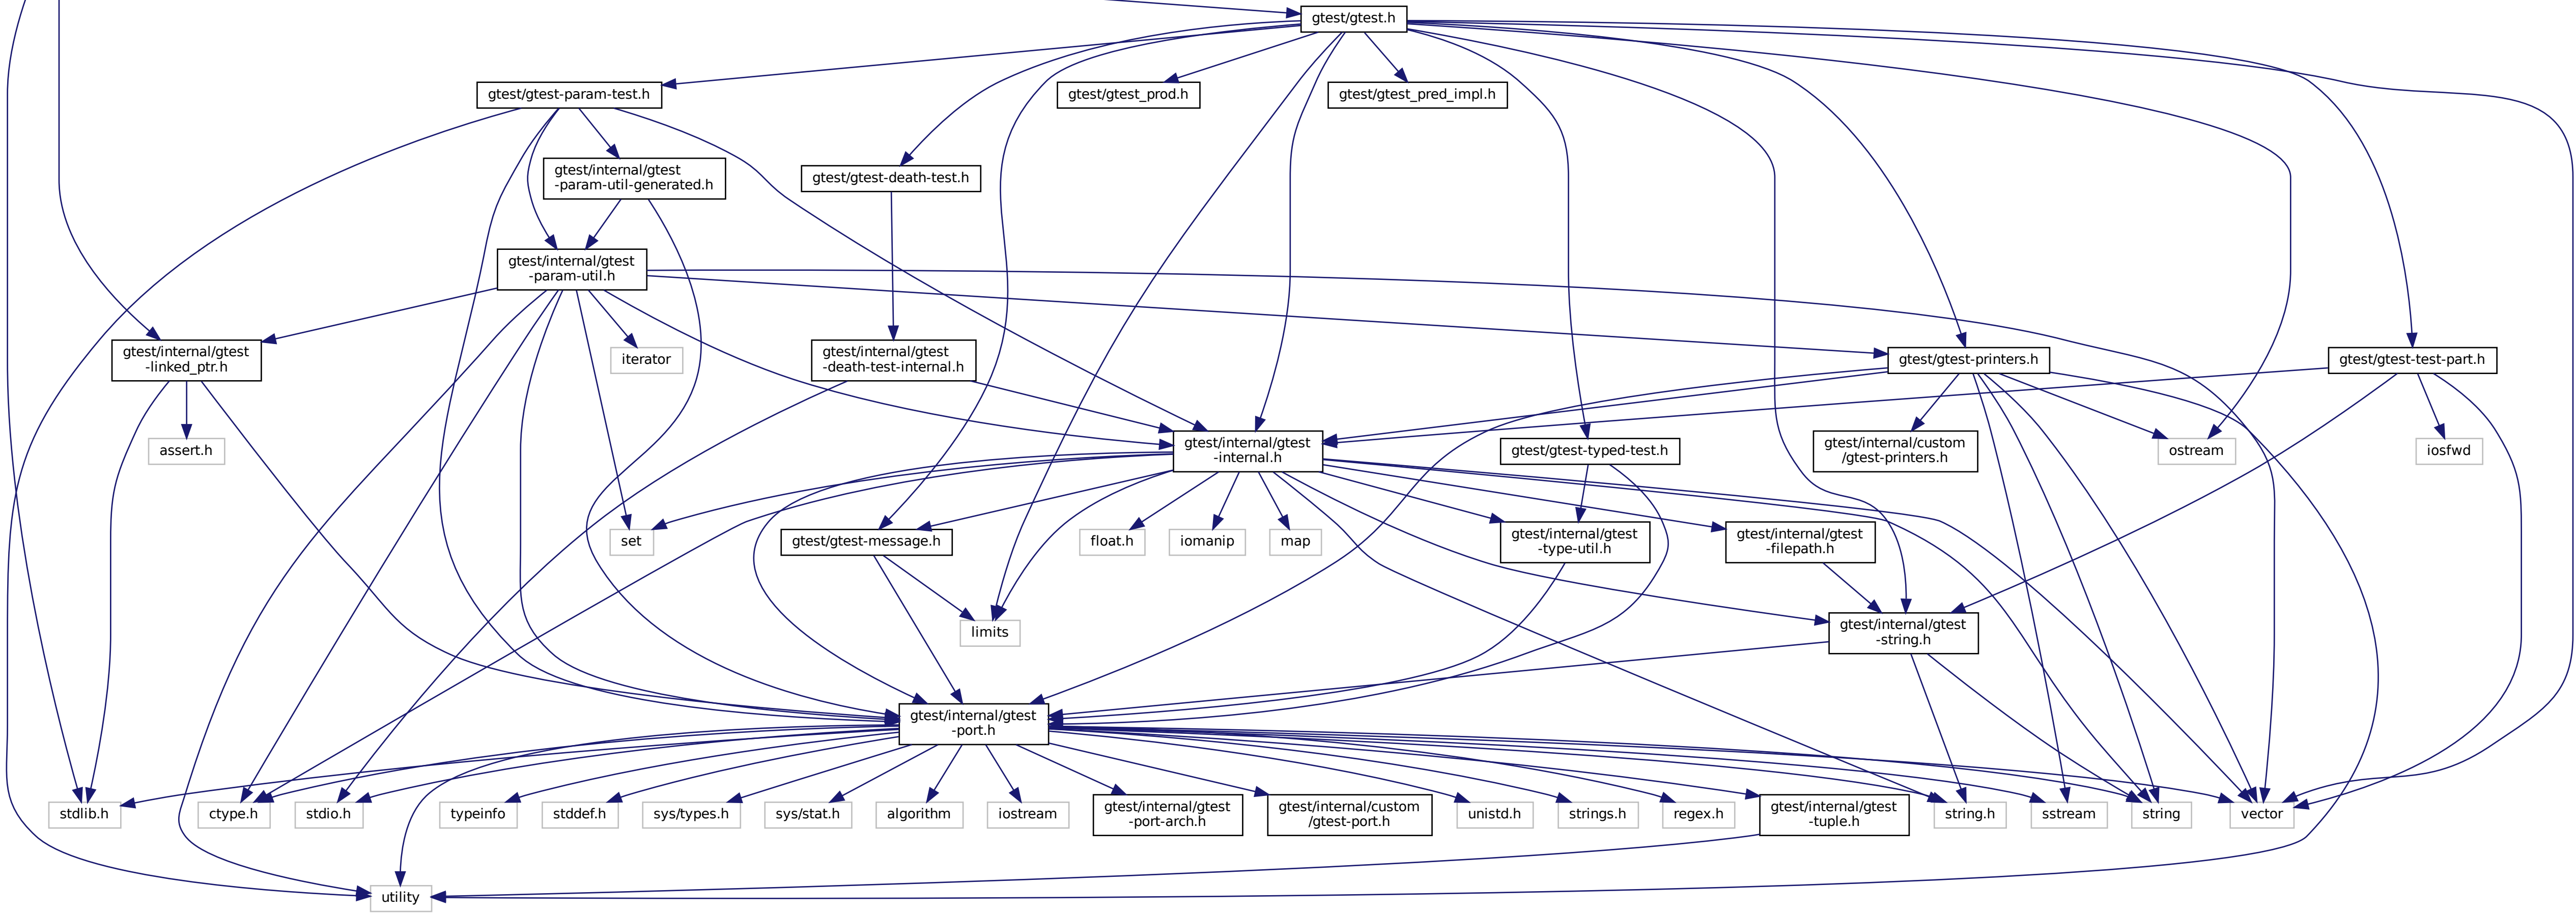 gtest/gtest.h
gtest/gtest-param-test.h
gtest/gtest_prod.h
gtest/gtest_pred_impl.h
gtest/internal/gtest
-param-util-generated.h
gtest/gtest-death-test.h
gtest/internal/gtest
-param-util.h
gtest/internal/gtest
-linked_ptr.h
iterator
gtest/internal/gtest
-death-test-internal.h
gtest/gtest-printers.h
gtest/gtest-test-part.h
assert.h
gtest/internal/gtest
-internal.h
gtest/gtest-typed-test.h
gtest/internal/custom
/gtest-printers.h
ostream
iosfwd
set
gtest/gtest-message.h
float.h
iomanip
map
gtest/internal/gtest
-type-util.h
gtest/internal/gtest
-filepath.h
limits
gtest/internal/gtest
-string.h
gtest/internal/gtest
-port.h
stdlib.h
ctype.h
stdio.h
typeinfo
stddef.h
sys/types.h
sys/stat.h
algorithm
iostream
gtest/internal/gtest
-port-arch.h
gtest/internal/custom
/gtest-port.h
unistd.h
strings.h
regex.h
gtest/internal/gtest
-tuple.h
string.h
sstream
string
vector
utility